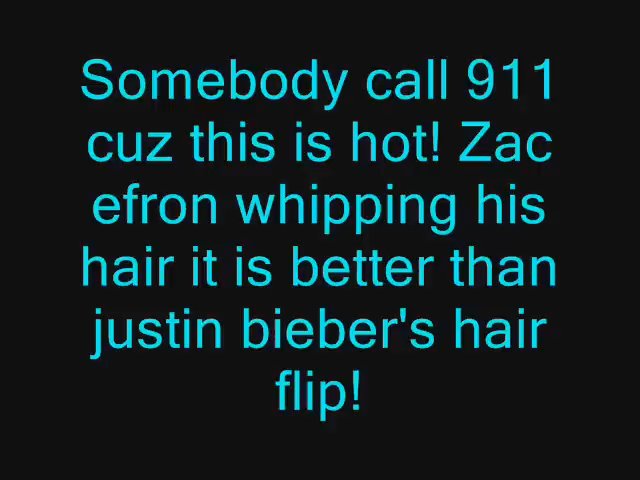 Somebody call 911
cuz this is hot! Zac
efron whipping his
hair it is better than
justin bieber's hair
flip!